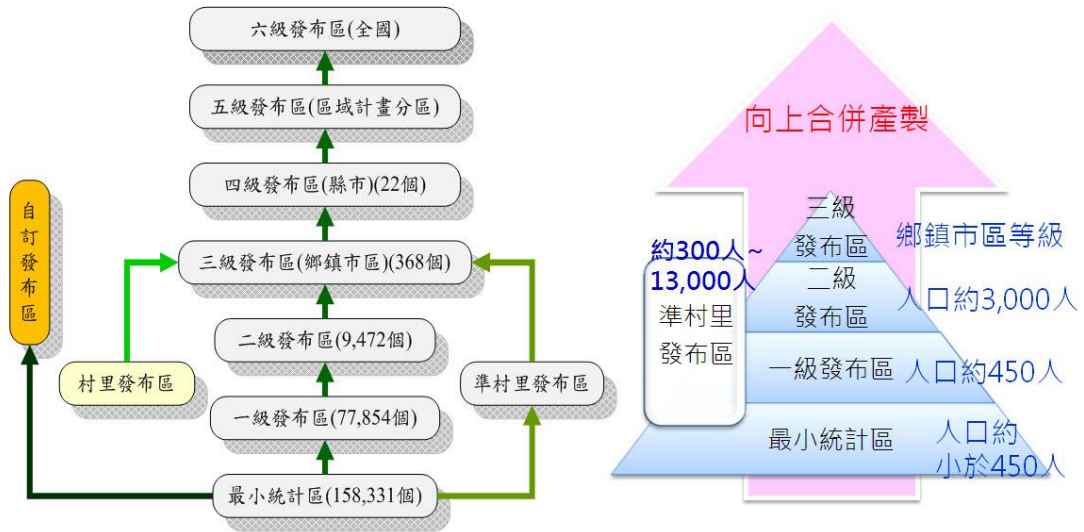 六級發布區(全國)
五級發布區(區域計畫分區)
四級發布區(縣市)(22個)
自訂發布區
三級發布區(鄉鎮市區)(368個)
二級發布區(9,472個)
村里發布區
準村里發布區
一級發布區(77,854個)
最小統計區(158,331個)
向上合併產製
三級
發布區
鄉鎮市區等級
約300人~
13,000人
準村里
發布區
二級
發布區
人口約3,000人
一級發布區
人口約450人
最小統計區
人口約
小於450人